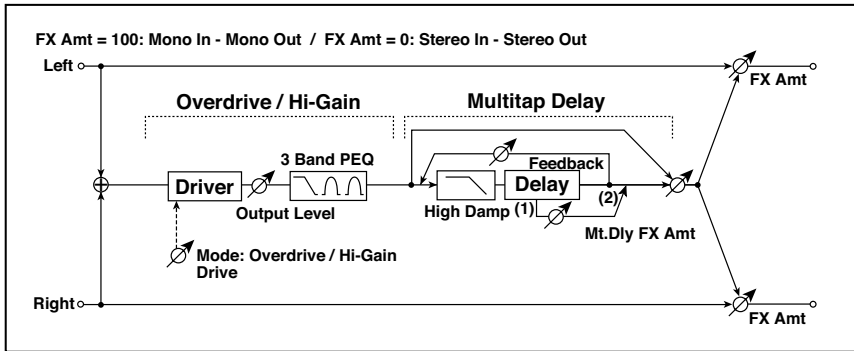 FX Amt = 100: Mono In - Mono Out / FX Amt = 0: Stereo In - Stereo Out
Left
FX Amt
Overdrive / Hi-Gain
Multitap Delay
3 Band PEQ
Feedback
Driver
Delay
Output Level
High Damp
(1)
(2)
Mt.Dly FX Amt
Mode: Overdrive / Hi-Gain
Drive
Right
FX Amt